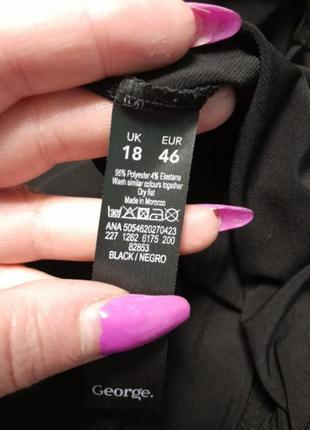 UK EUR
18 46
96% Polyester 4% Elastane
Wash similar colours together
Dry flat
Made in Morocco
ANA 5054620270423
227 1262 6175 200
82853
BLACK / NEGRO
George.